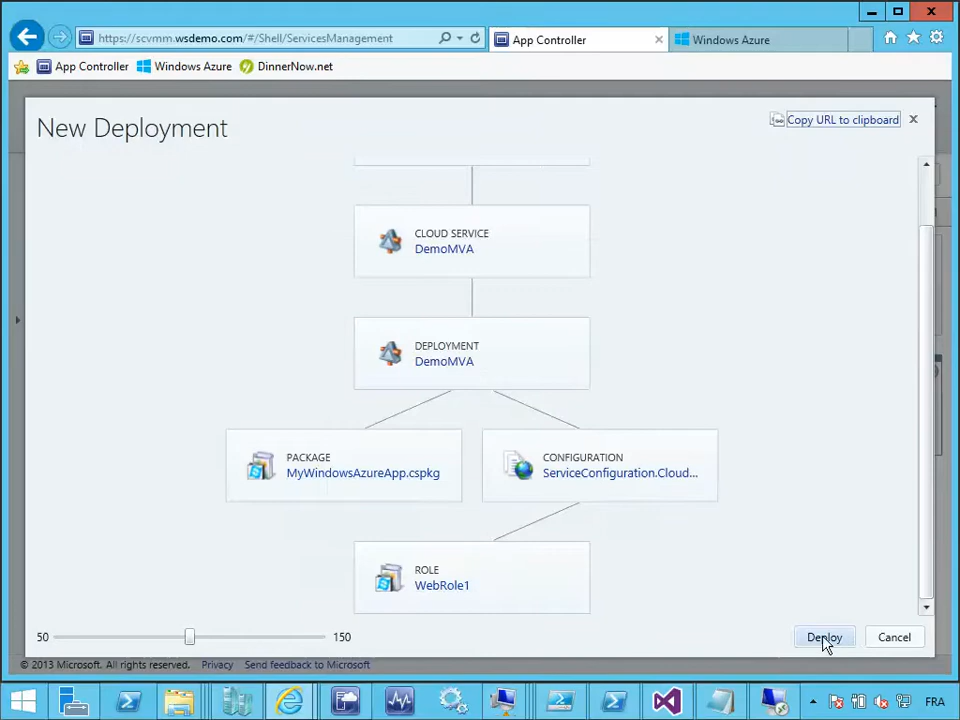 https://scvmm.wsdemo.com/#/Shell/ServicesManagement
App Controller
Windows Azure
App Controller
Windows Azure
DinnerNow.net
New Deployment
Copy URL to clipboard
CLOUD SERVICE
DemoMVA
DEPLOYMENT
DemoMVA
PACKAGE
MyWindowsAzureApp.cspkg
CONFIGURATION
ServiceConfiguration.Cloud...
ROLE
WebRole1
50
150
Deploy
Cancel
© 2013 Microsoft. All rights reserved.
Privacy
Send feedback to Microsoft
FRA